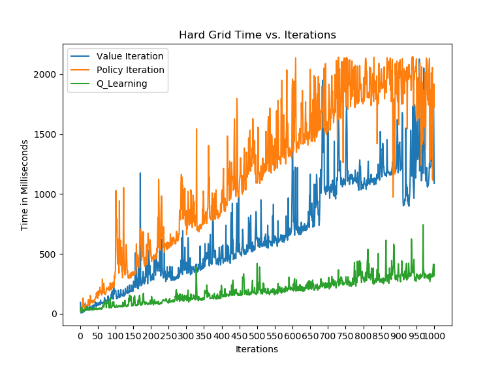 Hard Grid Time vs. Iterations
Value Iteration
Policy Iteration
Q_Learning
2000
1500
1000
500
0
Time in Milliseconds
0 50 100 150 200 250 300 350 400 450 500 550 600 650 700 750 800 850 900 950 1000
Iterations